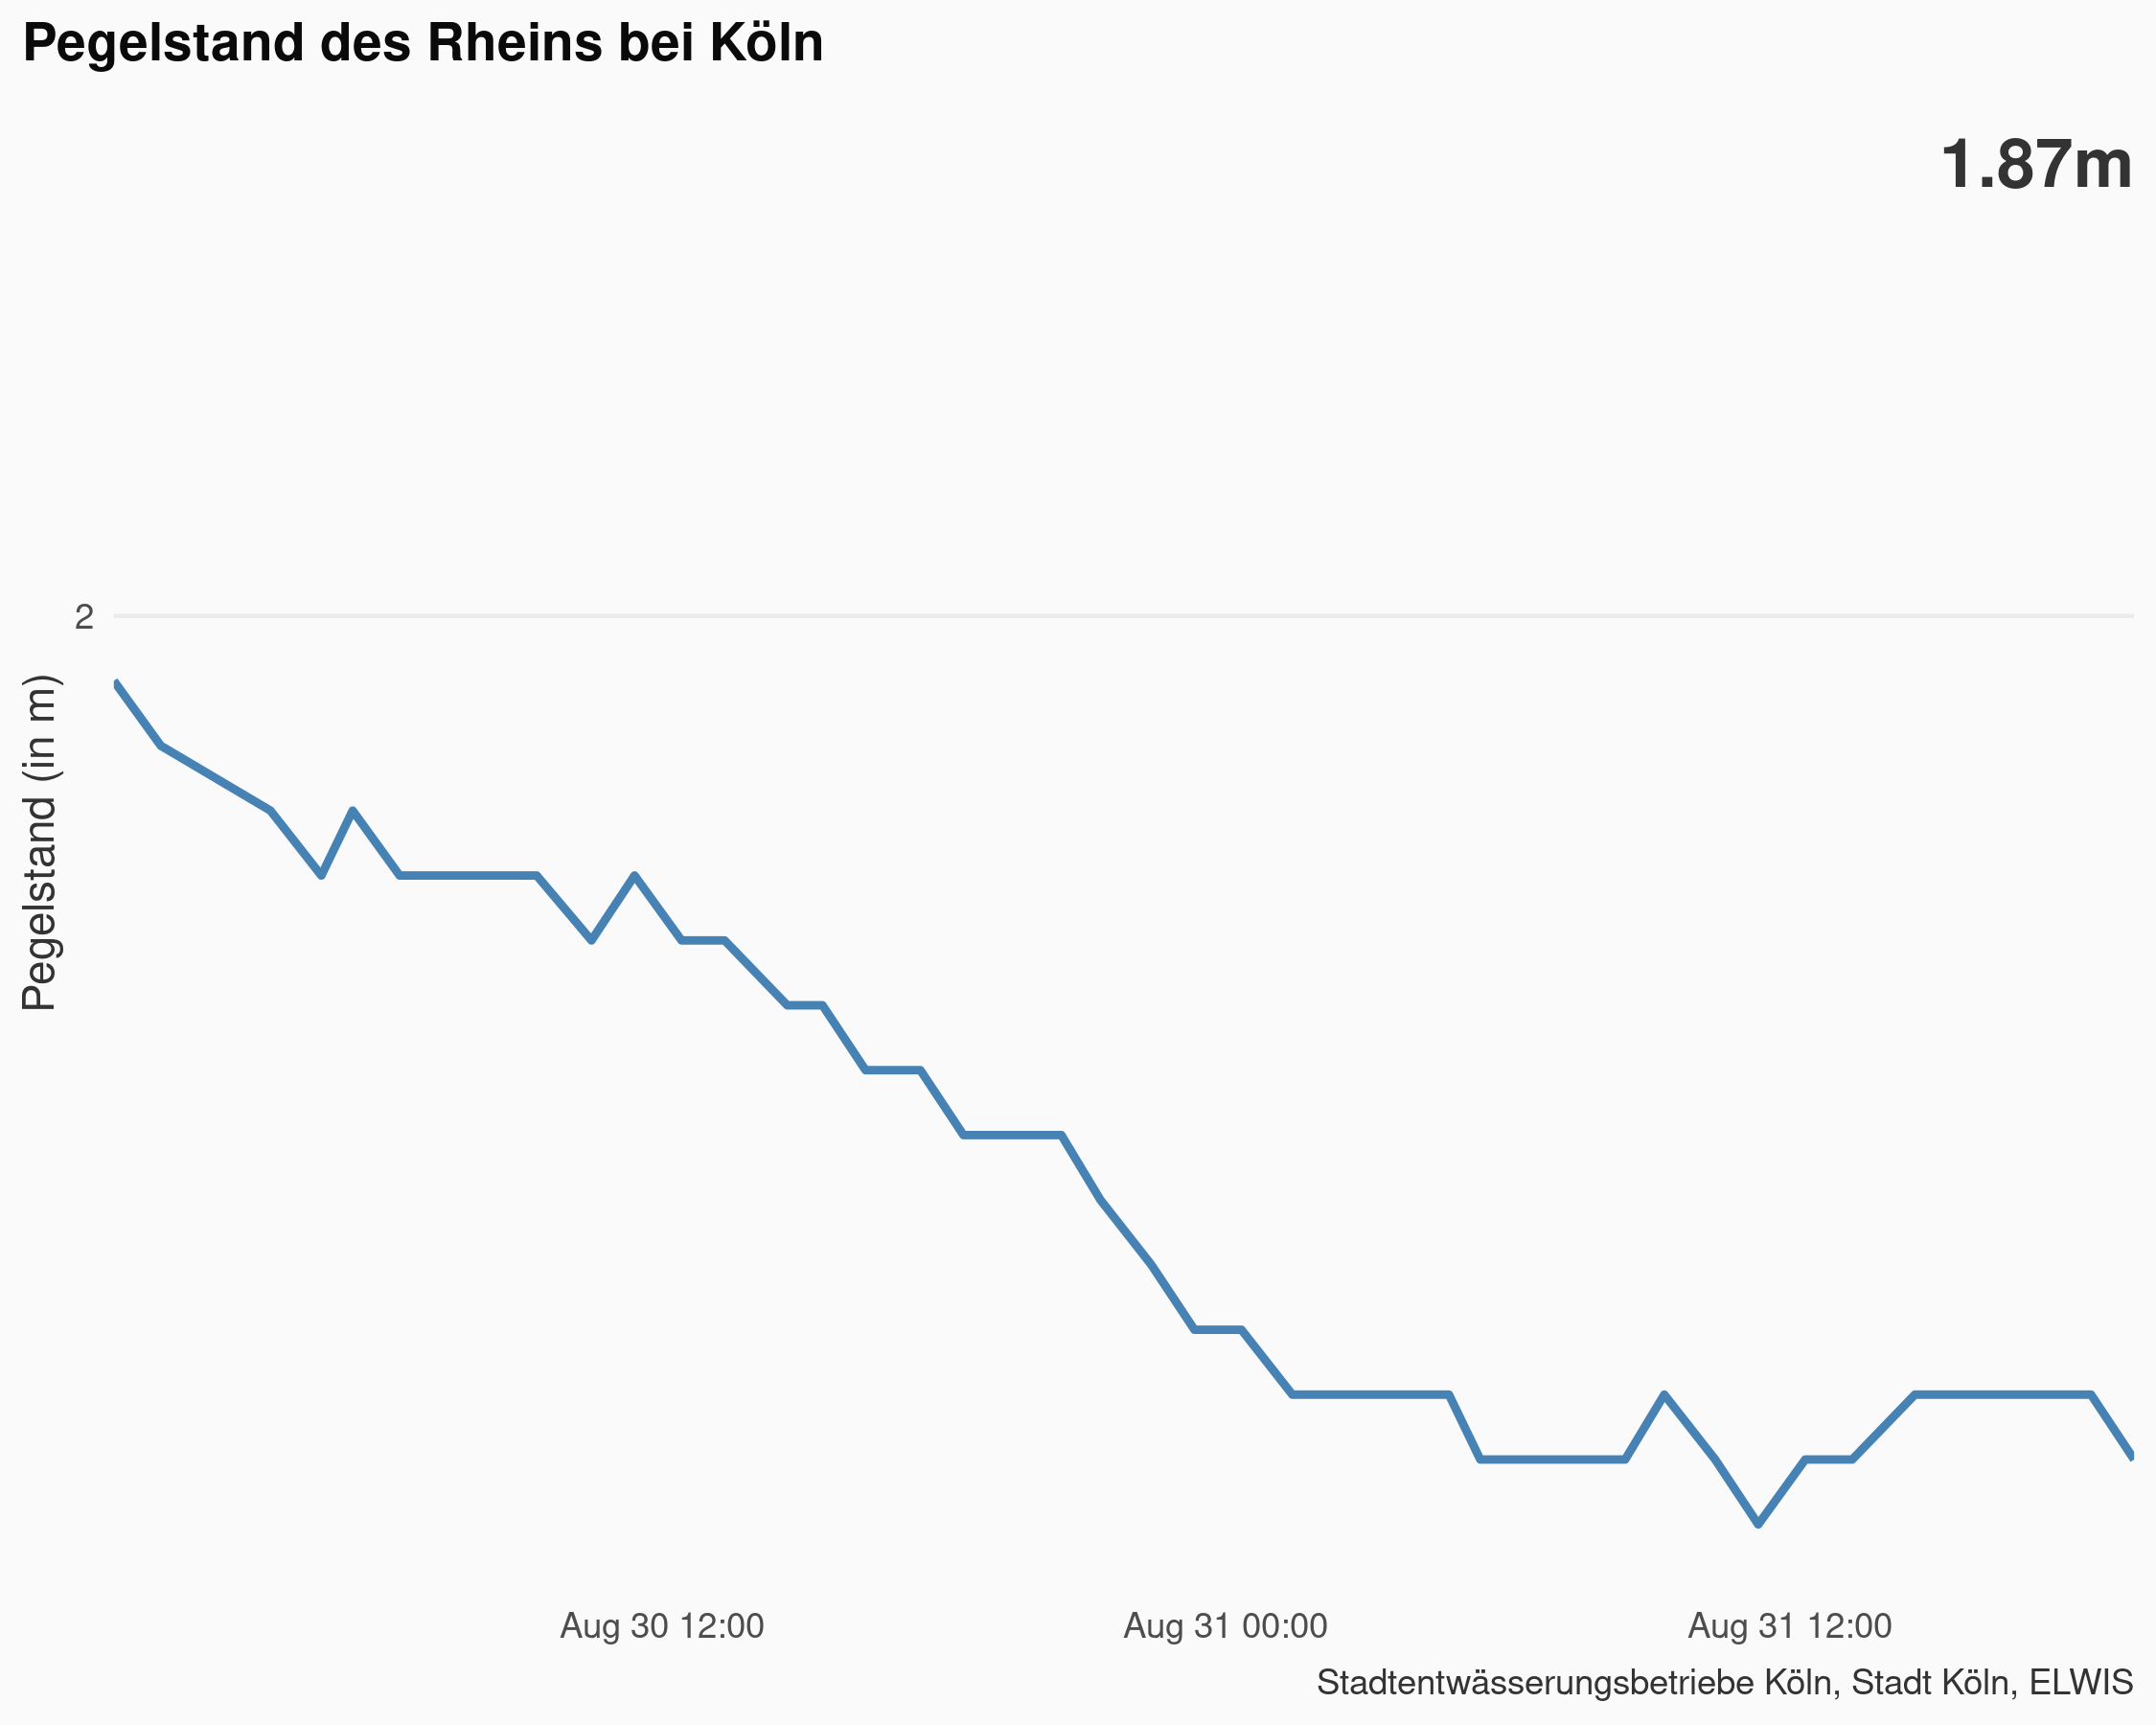 Pegelstand des Rheins bei Köln
1.87m
2
Pegelstand (in m)
Aug 30 12:00
Aug 31 00:00
Aug 31 12:00
Stadtentwässerungsbetriebe Köln, Stadt Köln, ELWIS